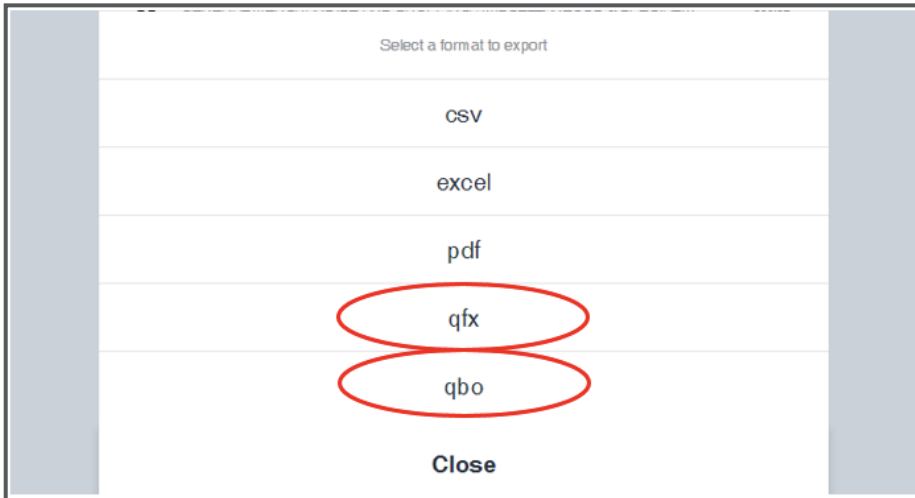 Select a format to export
csv
excel
pdf
qfx
qbo
Close